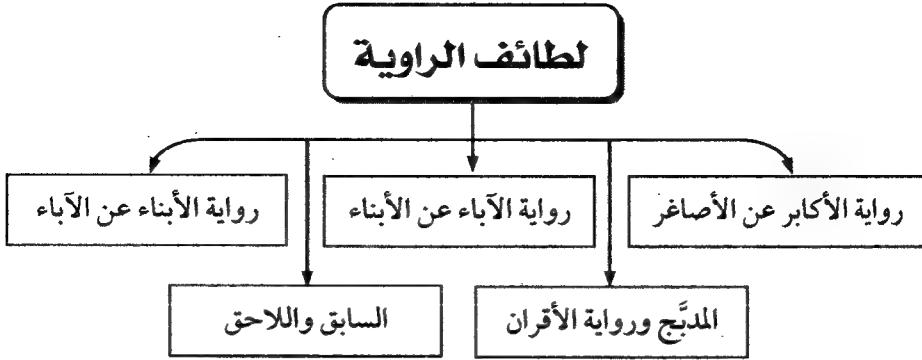 لطائف الراوية
رواية الأكابر عن الأصاغر
رواية الآباء عن الأبناء
رواية الأبناء عن الآباء
المدبَّج ورواية الأقران
السابق واللاحق